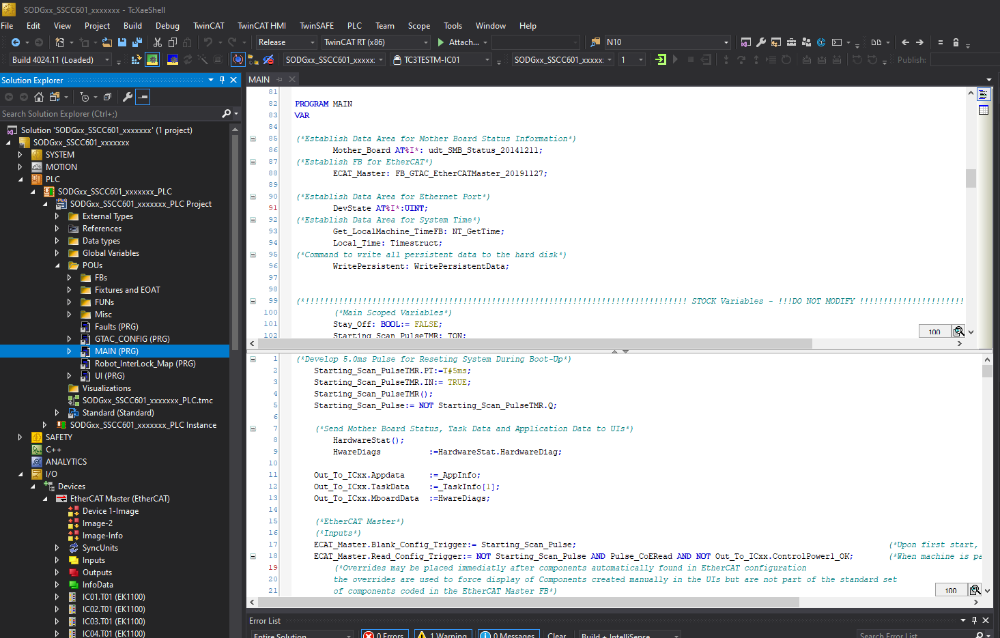 SODGxx_SSCC601_xxxxxxx - TcXaeShell
File Edit View Project Build Debug TwinCAT TwinCAT HMI TwinSAFE PLC Team Scope Tools Window Help
Release TwinCAT RT (x86) Attach... N10
Build 4024.11 (Loaded) SODGxx_SSCC601_xxxxx: TC3TESTM-IC01 SODGxx_SSCC601_xxxxx: 1 Publish:
Solution Explorer
Search Solution Explorer (Ctrl+;)
Solution 'SODGxx_SSCC601_xxxxxxx' (1 project)
SODGxx_SSCC601_xxxxxxx
SYSTEM
MOTION
PLC
SODGxx_SSCC601_xxxxxxx_PLC
SODGxx_SSCC601_xxxxxxx_PLC Project
External Types
References
Data types
Global Variables
POUs
FBs
Fixtures and EOAT
FUNs
Misc
Faults (PRG)
GTAC_CONFIG (PRG)
MAIN (PRG)
Robot_InterLock_Map (PRG)
UI (PRG)
Visualizations
SODGxx_SSCC601_xxxxxxx_PLC.tmc
Standard (Standard)
SODGxx_SSCC601_xxxxxxx_PLC Instance
SAFETY
C++
ANALYTICS
I/O
Devices
EtherCAT Master (EtherCAT)
Device 1-Image
Image-2
Image-Info
SyncUnits
Inputs
Outputs
InfoData
IC01.T01 (EK1100)
IC02.T01 (EK1100)
IC03.T01 (EK1100)
IC04.T01 (EK1100)
MAIN
81
82 PROGRAM MAIN
83 VAR
84
85 (*Establish Data Area for Mother Board Status Information*)
86 Mother_Board AT%I*: udt_SMB_Status_20141211;
87 (*Establish FB for EtherCAT*)
88 ECAT_Master: FB_GTAC_EtherCATMaster_20191127;
89
90 (*Establish Data Area for Ethernet Port*)
91 DevState AT%I*:UINT;
92 (*Establish Data Area for System Time*)
93 Get_LocalMachine_TimeFB: NT_GetTime;
94 Local_Time: Timestruct;
95 (*Command to write all persistent data to the hard disk*)
96 WritePersistent: WritePersistentData;
97
98
99 (*!!!!!!!!!!!!!!!!!!!!!!!!!!!!!!!!!!!!!!!!!!!!!!!!!!!!!!!!!!!!!!!!!!!!!!!!!!!!!!!! STOCK Variables - !!!DO NOT MODIFY !!!!!!!!!!!!!!!!!!!!!!
100 (*Main Scoped Variables*)
101 Stay_Off: BOOL:= FALSE;
102 Starting_Scan_PulseTMR: TON;
100
1 (*Develop 5.0ms Pulse for Reseting System During Boot-Up*)
2 Starting_Scan_PulseTMR.PT:=T#5ms;
3 Starting_Scan_PulseTMR.IN:= TRUE;
4 Starting_Scan_PulseTMR();
5 Starting_Scan_Pulse:= NOT Starting_Scan_PulseTMR.Q;
6
7 (*Send Mother Board Status, Task Data and Application Data to UIs*)
8 HardwareStat();
9 HwareDiags :=HardwareStat.HardwareDiag;
10
11 Out_To_ICxx.Appdata :=_AppInfo;
12 Out_To_ICxx.TaskData :=_TaskInfo[1];
13 Out_To_ICxx.MboardData :=HwareDiags;
14
15 (*EtherCAT Master*)
16 (*Inputs*)
17 ECAT_Master.Blank_Config_Trigger:= Starting_Scan_Pulse; (*Upon first start,
18 ECAT_Master.Read_Config_Trigger:= NOT Starting_Scan_Pulse AND Pulse_CoERead AND NOT Out_To_ICxx.ControlPower1_OK; (*When machine is pa
19 (*Overrides may be placed immediatly after components automatically found in EtherCAT configuration
20 the overrides are used to force display of Components created manually in the UIs but are not part of the standard set
21 of components coded in the EtherCAT Master FB*)
100
Error List
Entire Solution 0 Errors 1 Warning 0 Messages Clear Build + IntelliSense Search Error List